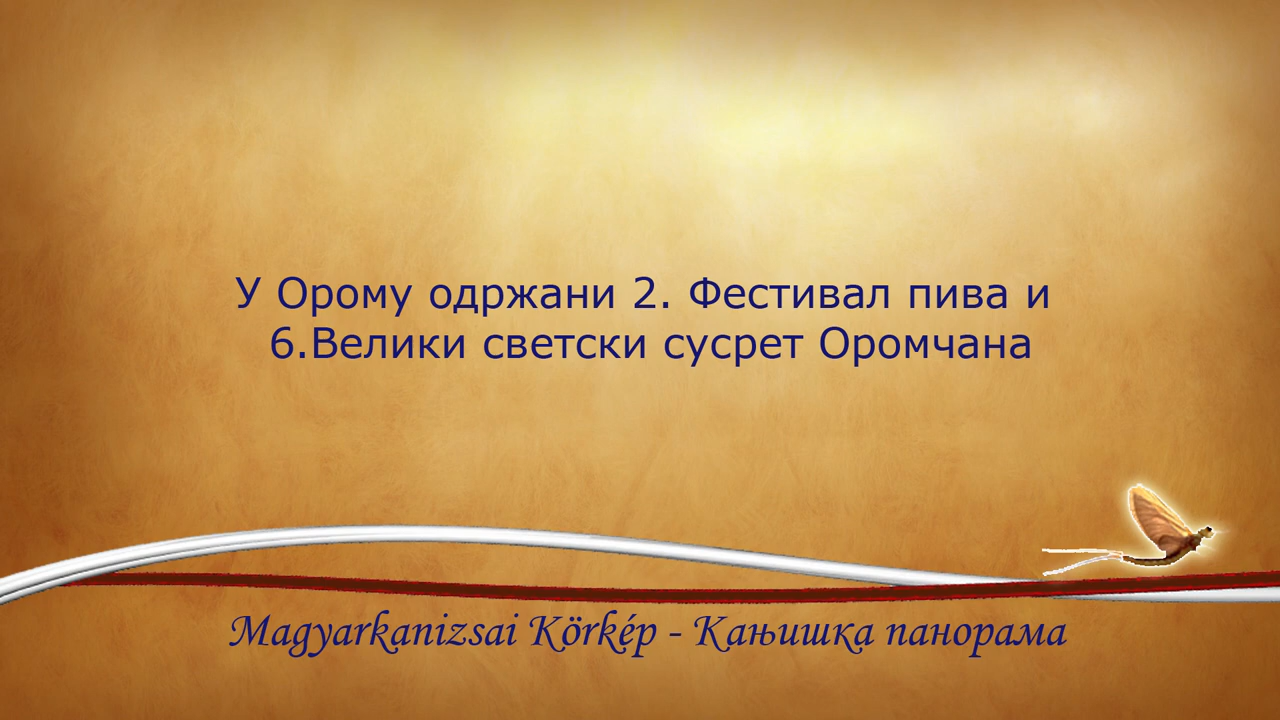 У Орому одржани 2. Фестивал пива и
6.Велики светски сусрет Оромчана
Magyarkanizsai Körkép - Кањишка панорама